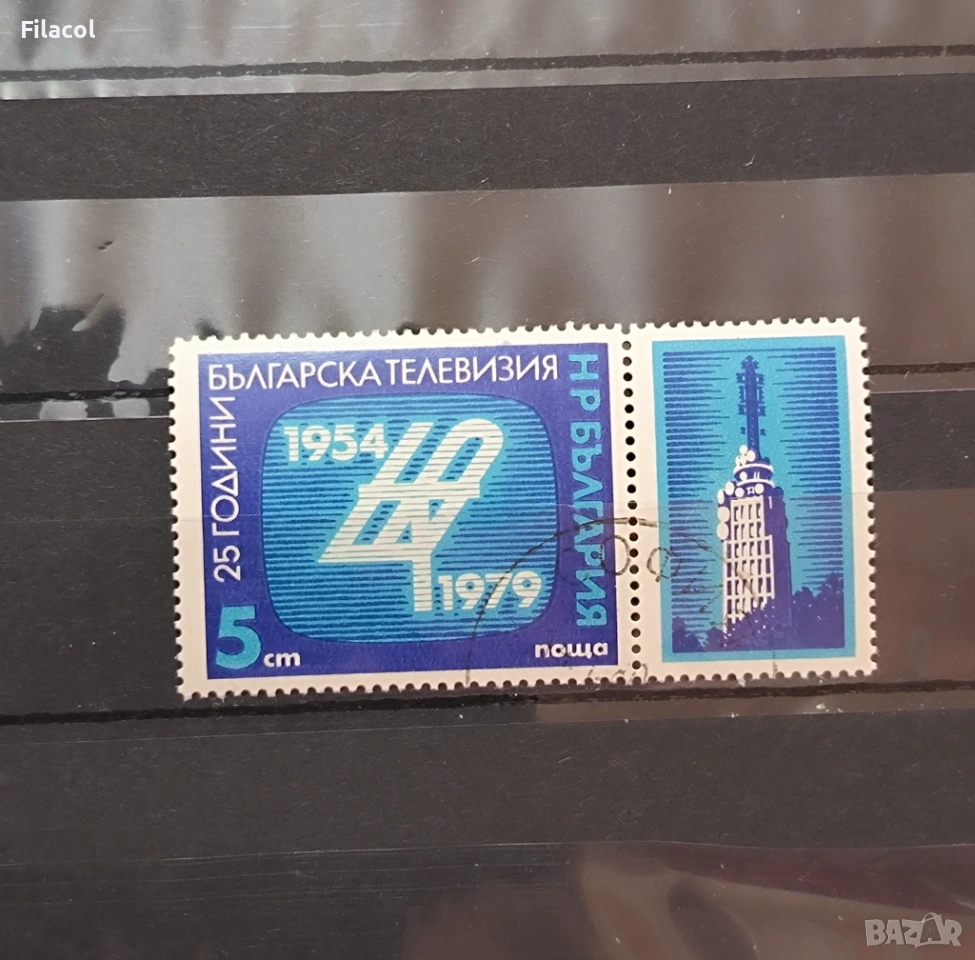 Filacol
25 ГОДИНИ
БЪЛГАРСКА ТЕЛЕВИЗИЯ
НР БЪЛГАРИЯ
1954
1979
5 ст
поща
BAZAR